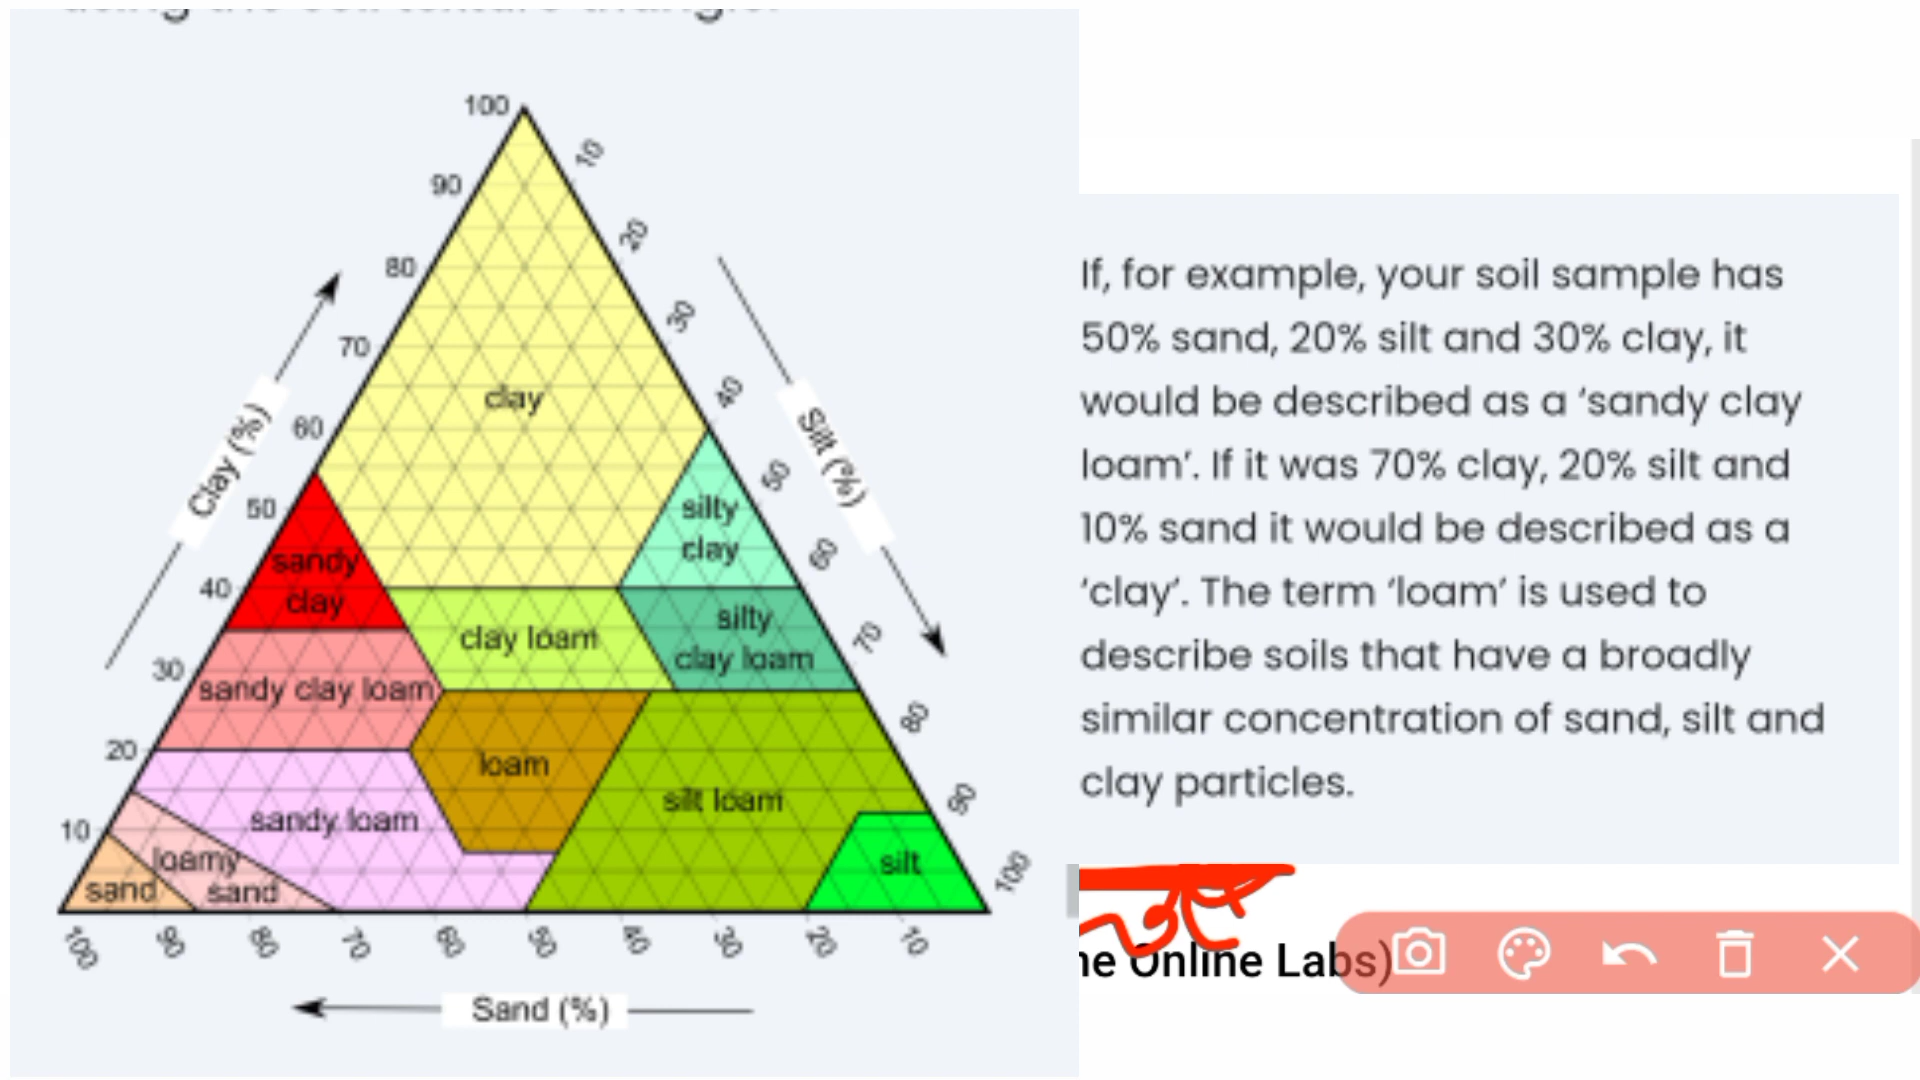 using the soil texture triangle.
100
90
80
70
60
50
40
30
20
10
10
20
30
40
50
60
70
80
90
100
100
90
80
70
60
50
40
30
20
10
Clay (%)
Silt (%)
Sand (%)
clay
silty
clay
sandy
clay
clay loam
silty
clay loam
sandy clay loam
loam
silt loam
sandy loam
loamy
sand
sand
silt
If, for example, your soil sample has
50% sand, 20% silt and 30% clay, it
would be described as a ‘sandy clay
loam’. If it was 70% clay, 20% silt and
10% sand it would be described as a
‘clay’. The term ‘loam’ is used to
describe soils that have a broadly
similar concentration of sand, silt and
clay particles.
Online Labs)